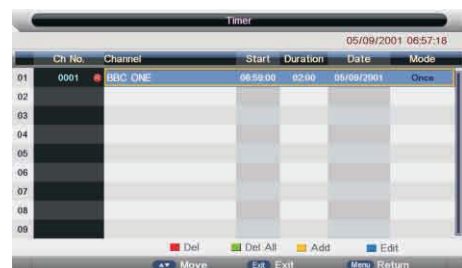 Timer
05/09/2001 06:57:18
Ch No. Channel Start Duration Date Mode
01 0001 BBC ONE 06:59:00 02:00 05/09/2001 Once
02
03
04
05
06
07
08
09
Del Del All Add Edit
Move Exit Exit Menu Return